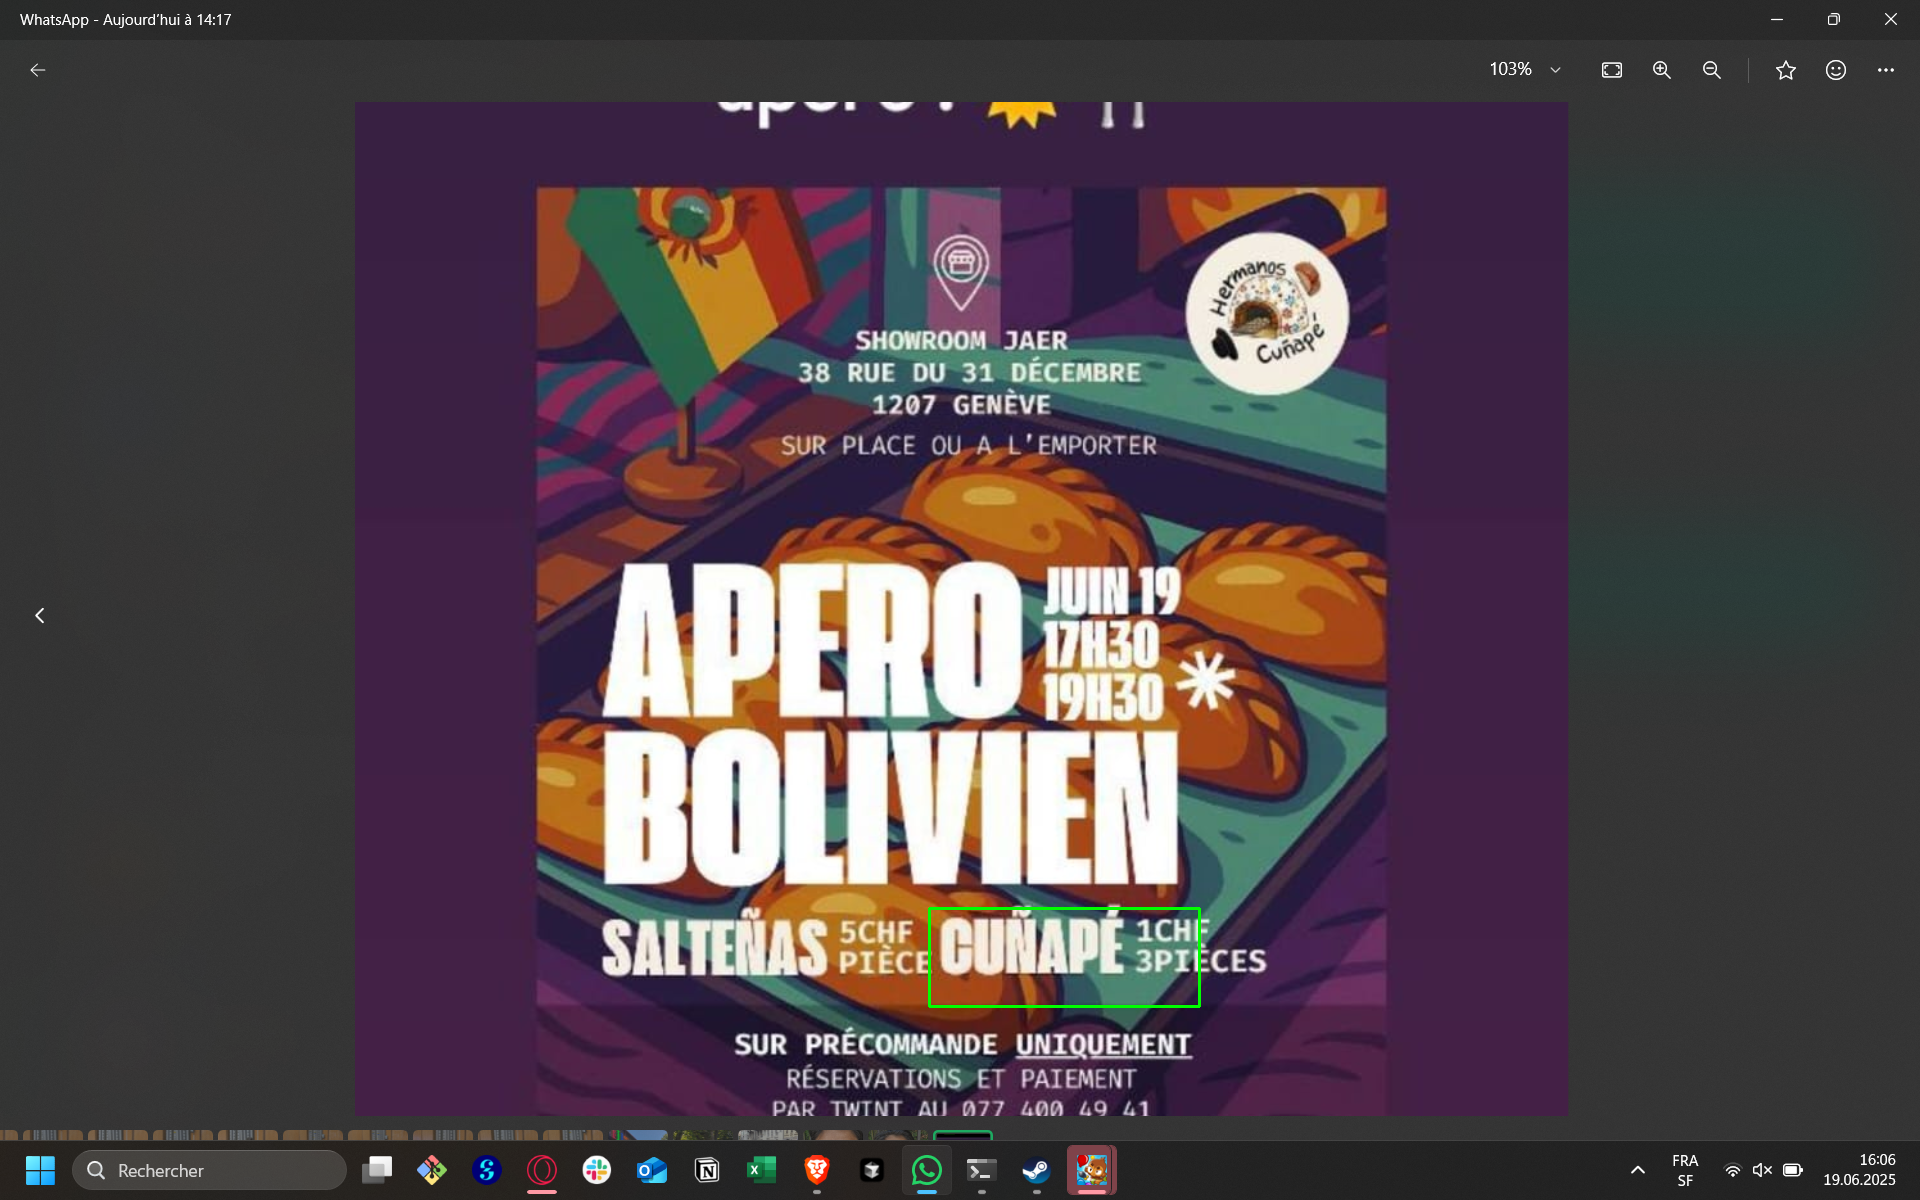 WhatsApp - Aujourd'hui à 14:17
103%
Hermanos
Cuñapé
SHOWROOM JAER
38 RUE DU 31 DÉCEMBRE
1207 GENÈVE
SUR PLACE OU A L'EMPORTER
APERO
JUIN 19
17H30
19H30
BOLIVIEN
SALTEÑAS 5CHF PIÈCE
CUÑAPÉ 1CHF 3PIÈCES
SUR PRÉCOMMANDE UNIQUEMENT
RÉSERVATIONS ET PAIEMENT
PAR TWINT AU 077 400 49 41
Rechercher
FRA
SF
16:06
19.06.2025